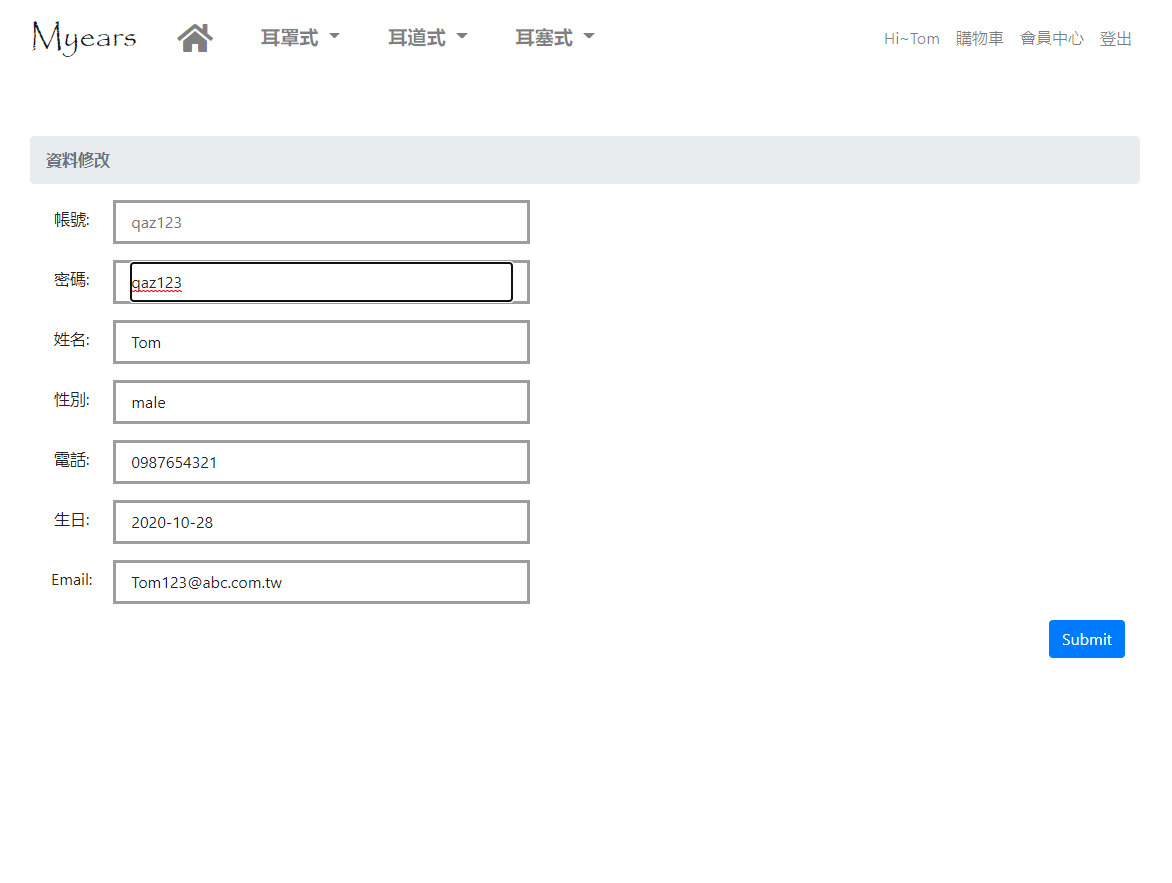 Myears 耳罩式 耳道式 耳塞式 Hi~Tom 購物車 會員中心 登出
資料修改
帳號: qaz123
密碼: qaz123
姓名: Tom
性別: male
電話: 0987654321
生日: 2020-10-28
Email: Tom123@abc.com.tw
Submit